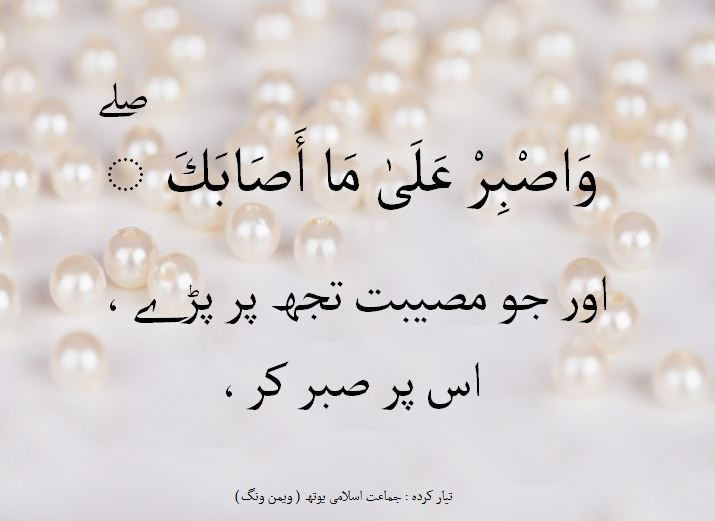 وَاصْبِرْ عَلَىٰ مَا أَصَابَكَ ۖ
اور جو مصیبت تجھ پر پڑے ،
اس پر صبر کر ،
تیار کردہ : جماعت اسلامی یوتھ ( ویمن ونگ )